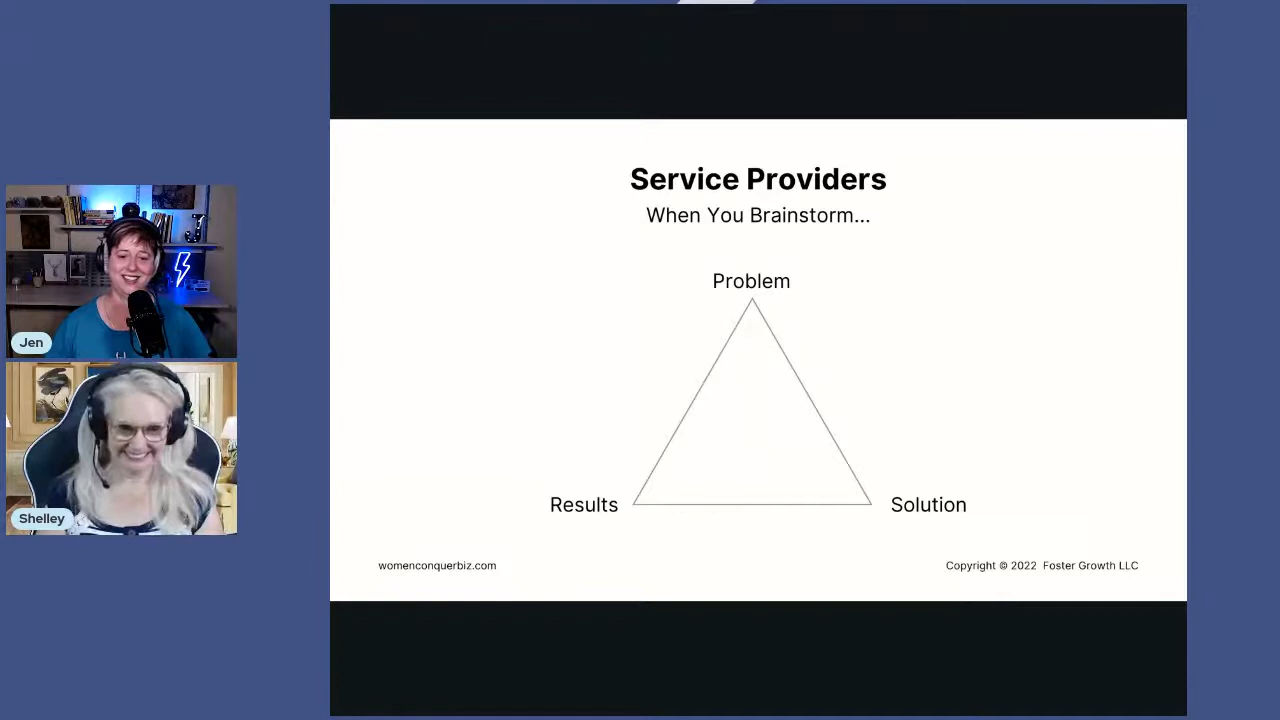 Service Providers
When You Brainstorm...
Problem
Results
Solution
womenconquerbiz.com
Copyright © 2022 Foster Growth LLC
Jen
Shelley